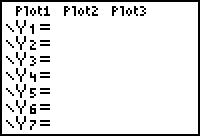 Plot1 Plot2 Plot3
\Y1=
\Y2=
\Y3=
\Y4=
\Y5=
\Y6=
\Y7=